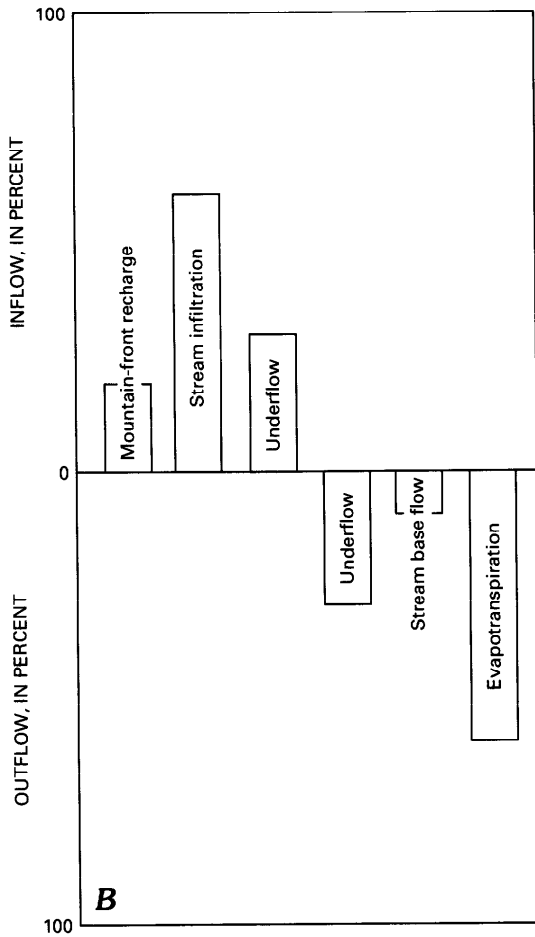 100
INFLOW, IN PERCENT
Mountain-front recharge
Stream infiltration
Underflow
0
Underflow
Stream base flow
Evapotranspiration
OUTFLOW, IN PERCENT
B
100